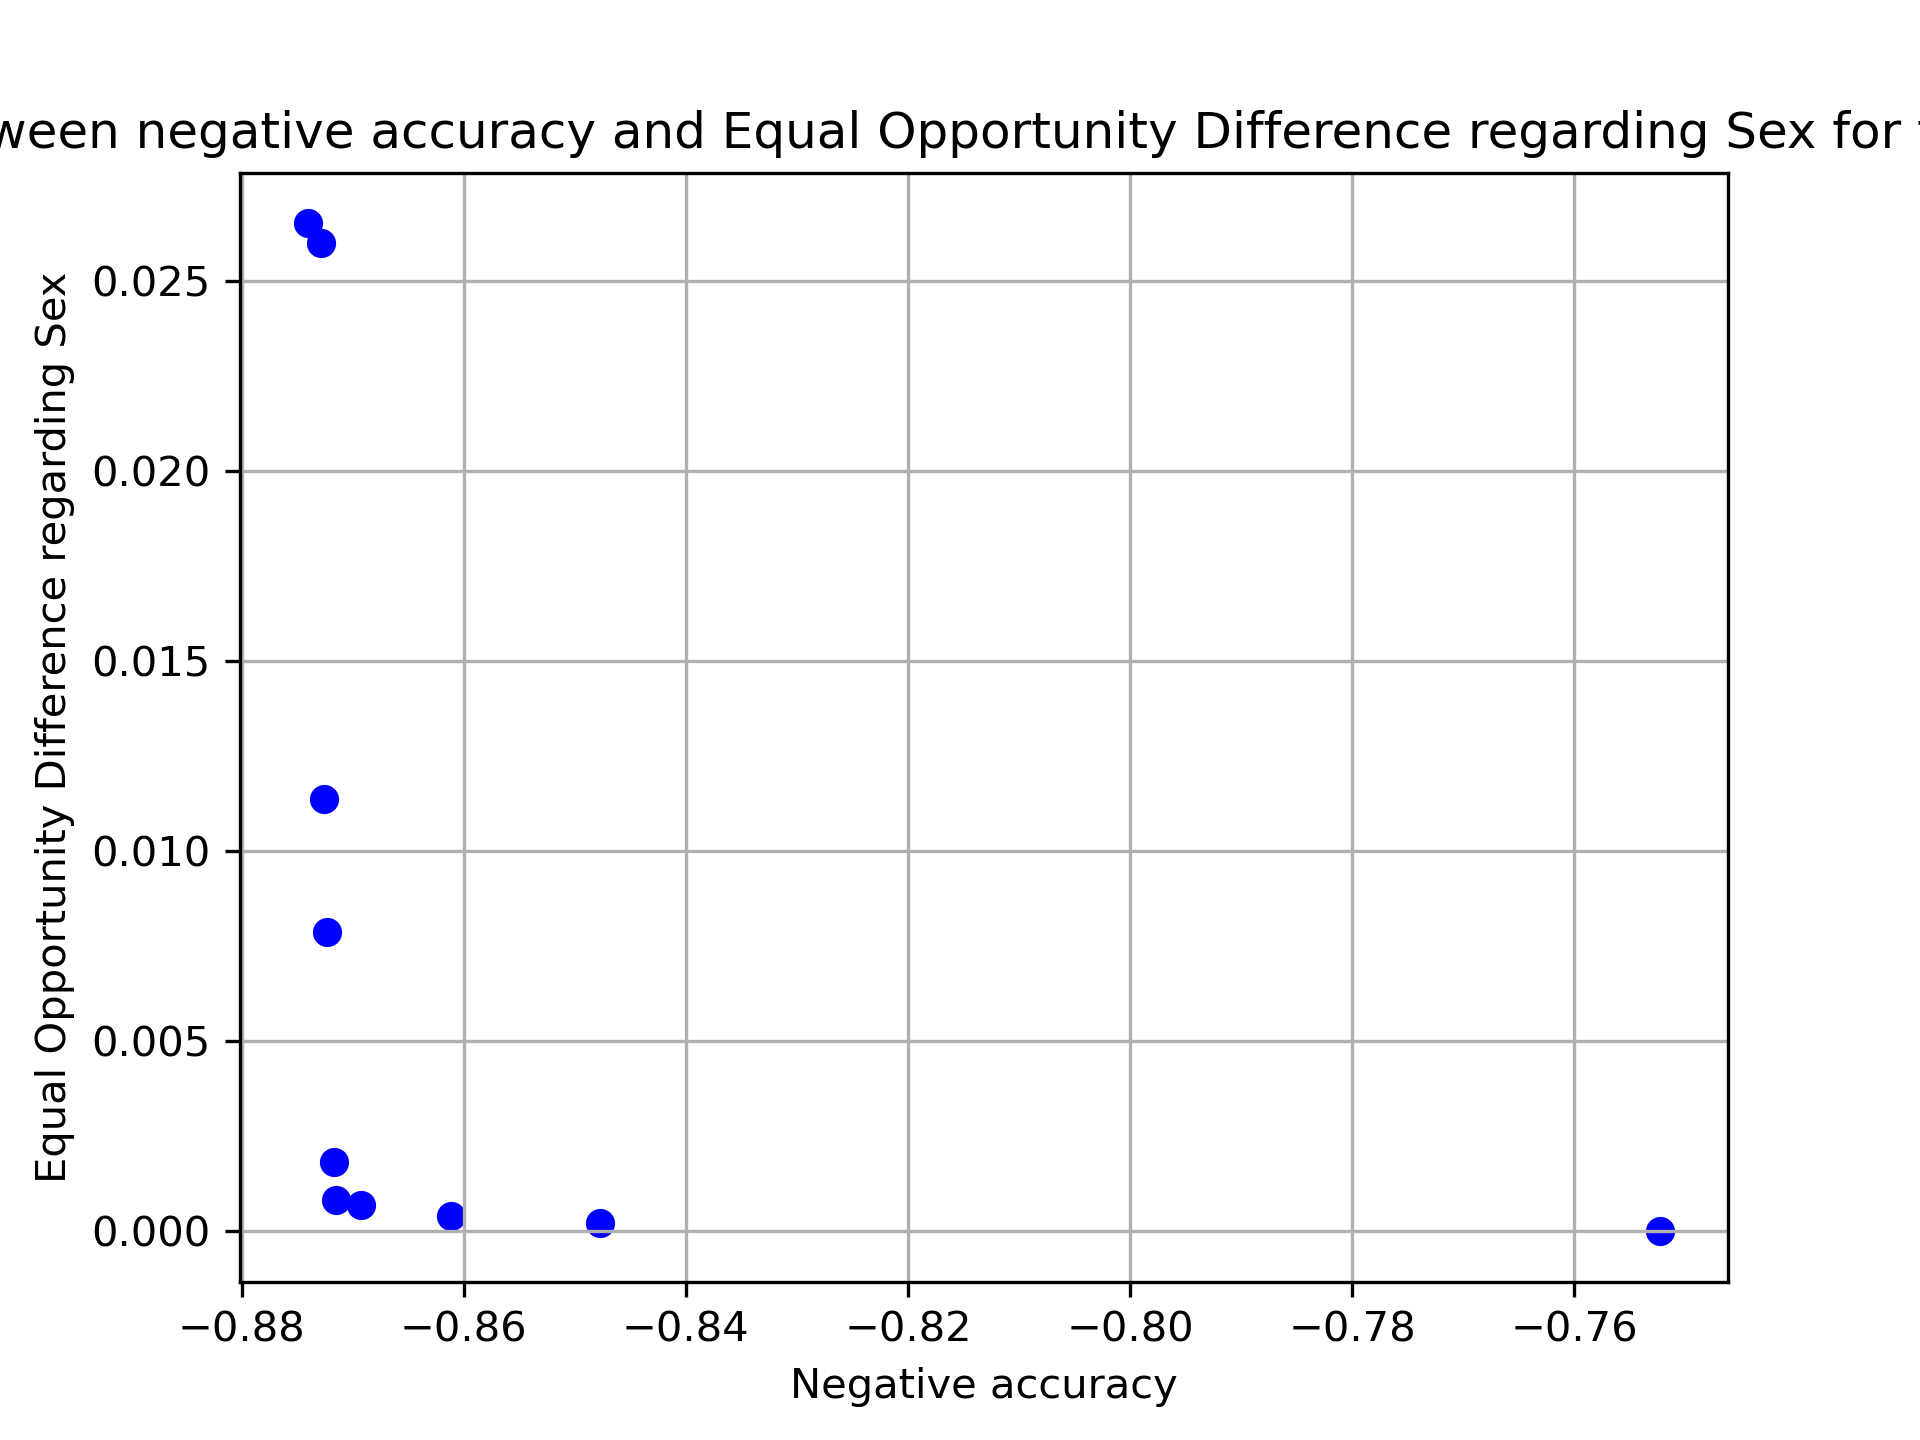 negative accuracy and Equal Opportunity Difference regarding Sex for
Equal Opportunity Difference regarding Sex
0.025
0.020
0.015
0.010
0.005
0.000
−0.88 −0.86 −0.84 −0.82 −0.80 −0.78 −0.76
Negative accuracy